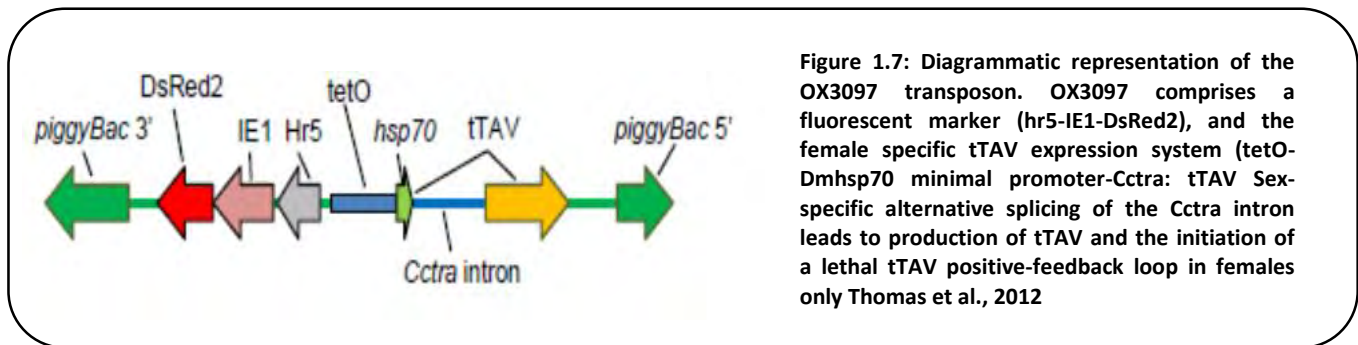 DsRed2
tetO
piggyBac 3'
IE1
Hr5
hsp70
tTAV
piggyBac 5'
Cctra intron
Figure 1.7: Diagrammatic representation of the
OX3097 transposon. OX3097 comprises a
fluorescent marker (hr5-IE1-DsRed2), and the
female specific tTAV expression system (tetO-
Dmhsp70 minimal promoter-Cctra: tTAV Sex-
specific alternative splicing of the Cctra intron
leads to production of tTAV and the initiation of
a lethal tTAV positive-feedback loop in females
only Thomas et al., 2012